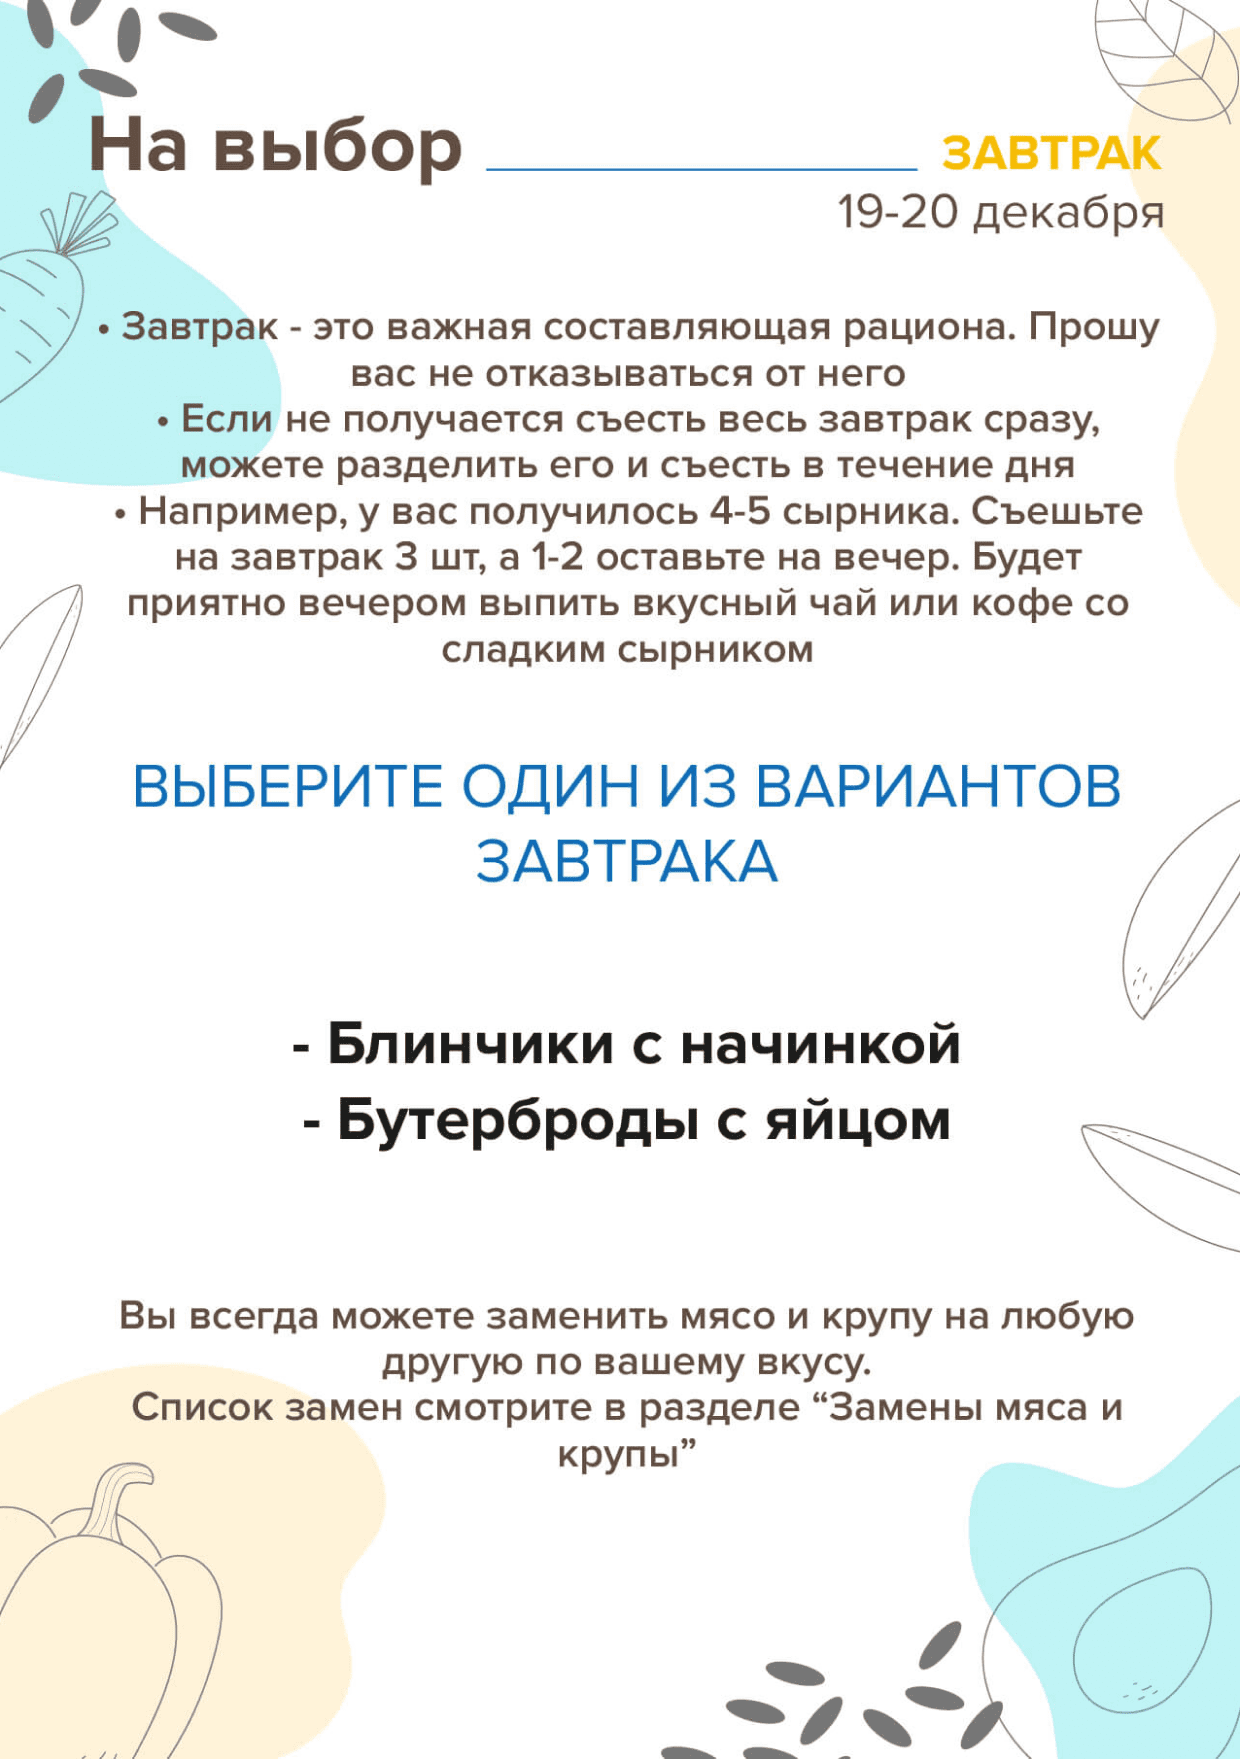 На выбор
ЗАВТРАК
19-20 декабря
• Завтрак - это важная составляющая рациона. Прошу
вас не отказываться от него
• Если не получается съесть весь завтрак сразу,
можете разделить его и съесть в течение дня
• Например, у вас получилось 4-5 сырника. Съешьте
на завтрак 3 шт, а 1-2 оставьте на вечер. Будет
приятно вечером выпить вкусный чай или кофе со
сладким сырником
ВЫБЕРИТЕ ОДИН ИЗ ВАРИАНТОВ
ЗАВТРАКА
- Блинчики с начинкой
- Бутерброды с яйцом
Вы всегда можете заменить мясо и крупу на любую
другую по вашему вкусу.
Список замен смотрите в разделе “Замены мяса и
крупы”